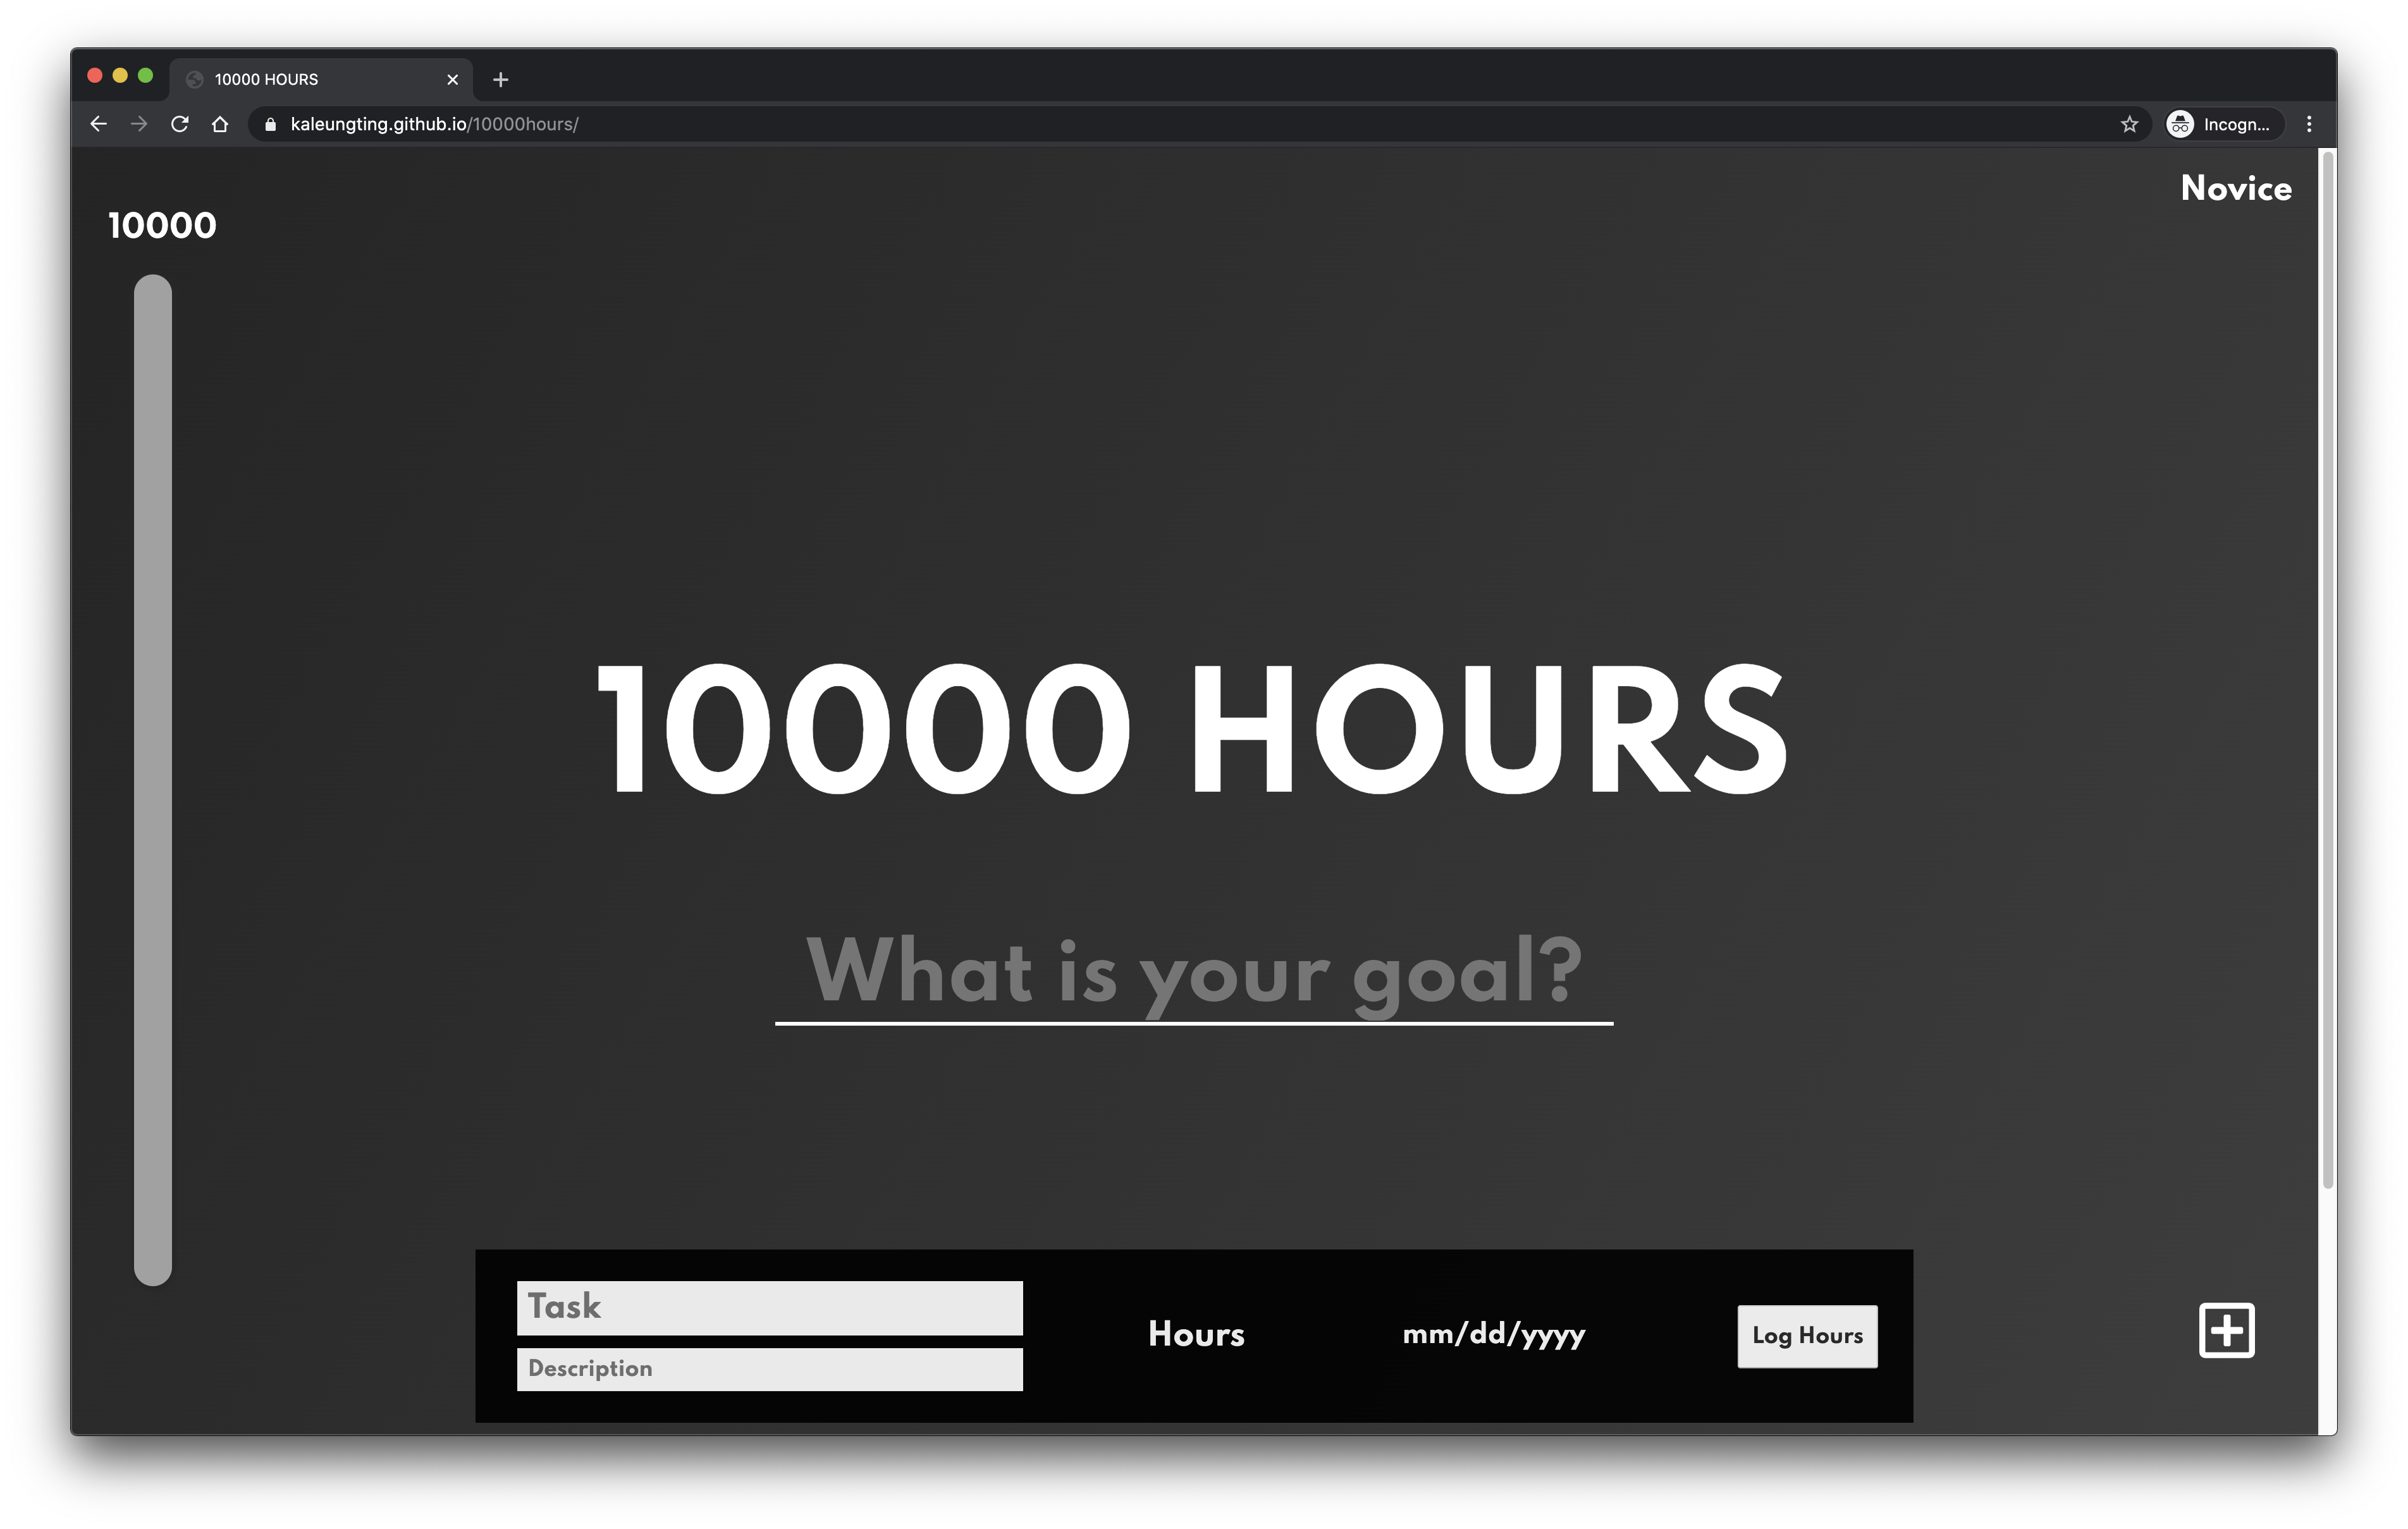 10000 HOURS
kaleungting.github.io/10000hours/
Incogn...
Novice
10000
10000 HOURS
What is your goal?
Task
Description
Hours
mm/dd/yyyy
Log Hours